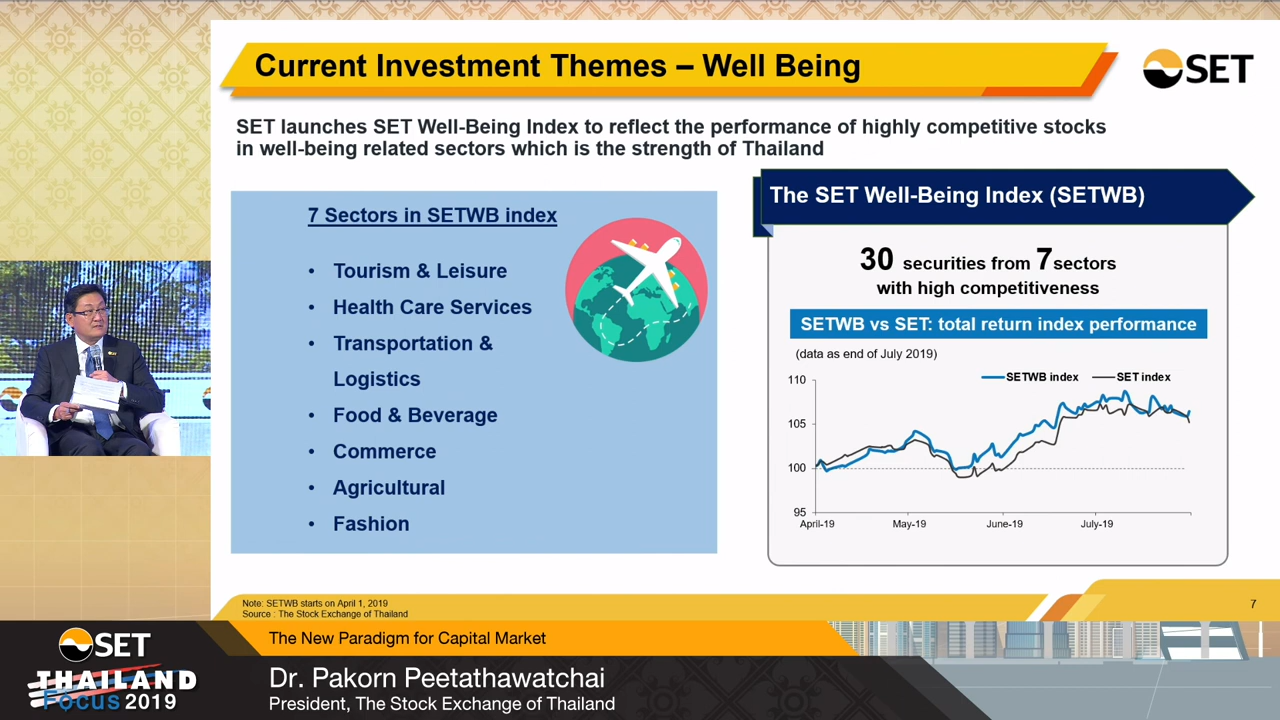 Current Investment Themes – Well Being
SET
SET launches SET Well-Being Index to reflect the performance of highly competitive stocks
in well-being related sectors which is the strength of Thailand
7 Sectors in SETWB index
• Tourism & Leisure
• Health Care Services
• Transportation &
Logistics
• Food & Beverage
• Commerce
• Agricultural
• Fashion
The SET Well-Being Index (SETWB)
30 securities from 7sectors
with high competitiveness
SETWB vs SET: total return index performance
(data as end of July 2019)
SETWB index
SET index
110
105
100
95
April-19
May-19
June-19
July-19
Note: SETWB starts on April 1, 2019
Source : The Stock Exchange of Thailand
7
SET
THAILAND
FOCUS 2019
The New Paradigm for Capital Market
Dr. Pakorn Peetathawatchai
President, The Stock Exchange of Thailand